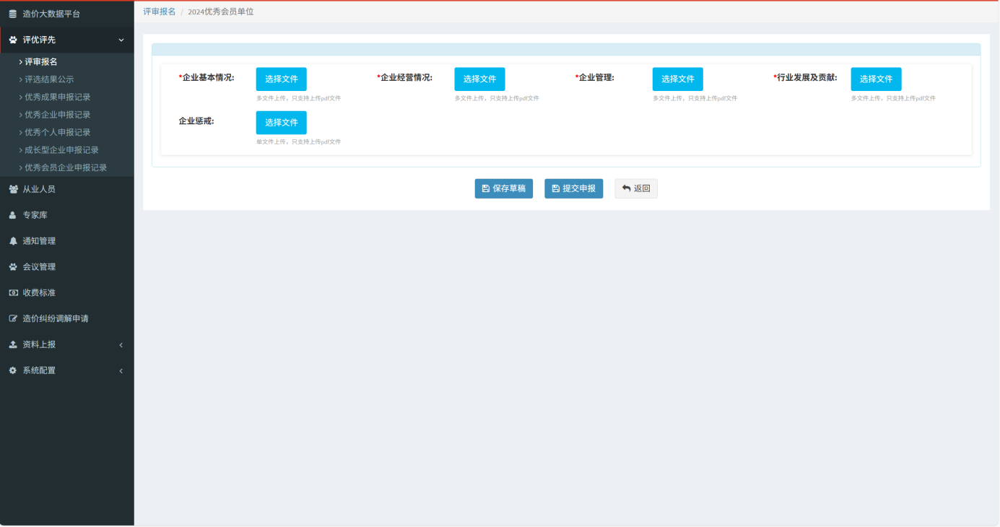 造价大数据平台
评优评先
评审报名
评选结果公示
优秀成果申报记录
优秀企业申报记录
优秀个人申报记录
成长型企业申报记录
优秀会员企业申报记录
从业人员
专家库
通知管理
会议管理
收费标准
造价纠纷调解申请
资料上报
系统配置
评审报名 / 2024优秀会员单位
*企业基本情况: 选择文件 *企业经营情况: 选择文件 *企业管理: 选择文件 *行业发展及贡献: 选择文件
多文件上传，只支持上传pdf文件 多文件上传，只支持上传pdf文件 多文件上传，只支持上传pdf文件 多文件上传，只支持上传pdf文件
企业惩戒: 选择文件
单文件上传，只支持上传pdf文件
保存草稿 提交申报 返回